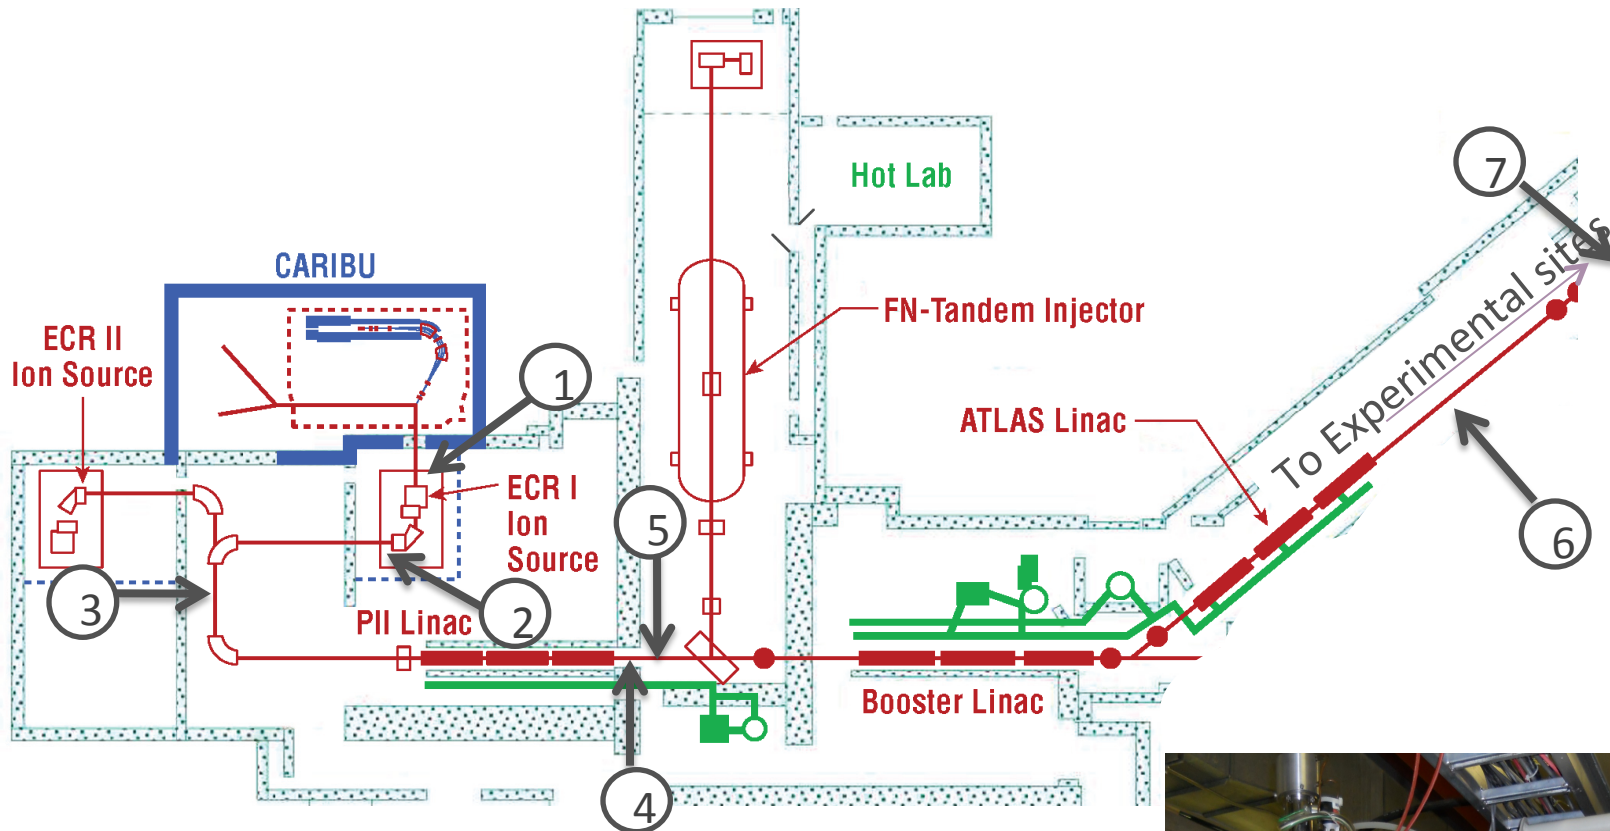 7
Hot Lab
To Experimental sites
CARIBU
FN-Tandem Injector
ECR II
Ion Source
1
ATLAS Linac
ECR I
Ion
Source
5
6
3
PII Linac
2
Booster Linac
4